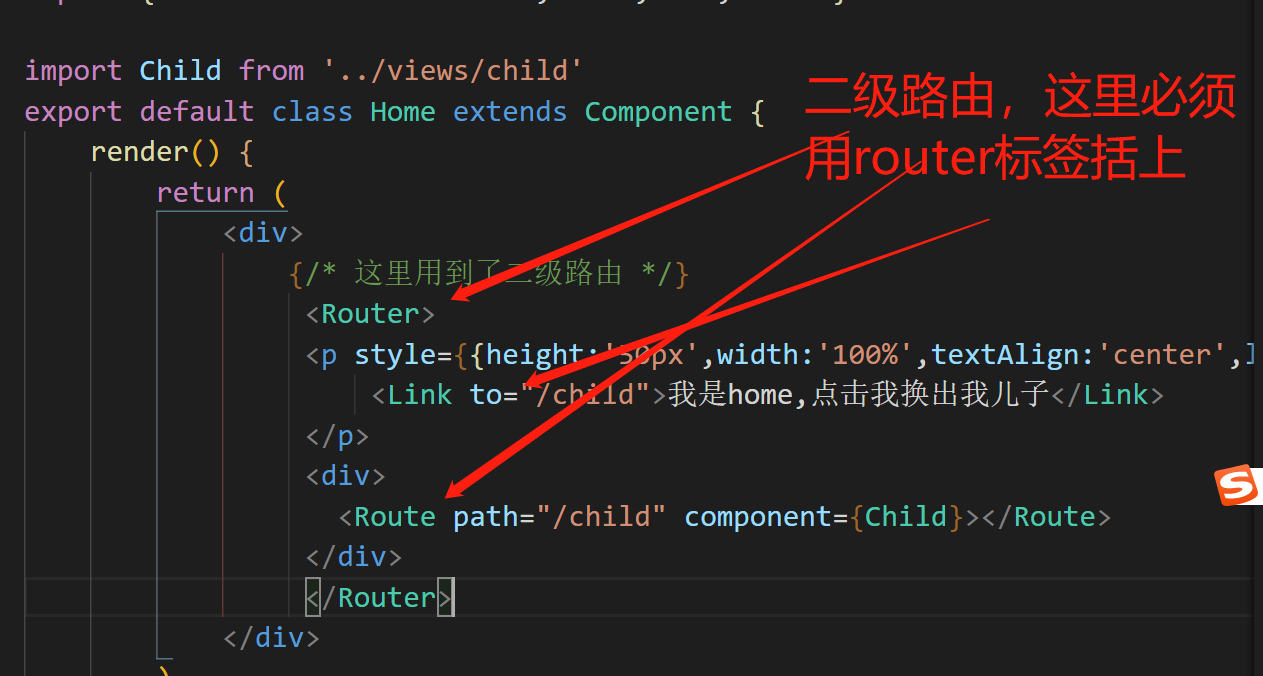 import Child from '../views/child'
export default class Home extends Component {
二级路由，这里必须
用router标签括上
render() {
return (
<div>
{/* 这里用到了二级路由 */}
<Router>
<p style={{height:'50px',width:'100%',textAlign:'center',
<Link to="/child">我是home,点击我换出我儿子</Link>
</p>
<div>
<Route path="/child" component={Child}></Route>
</div>
</Router>
</div>
)